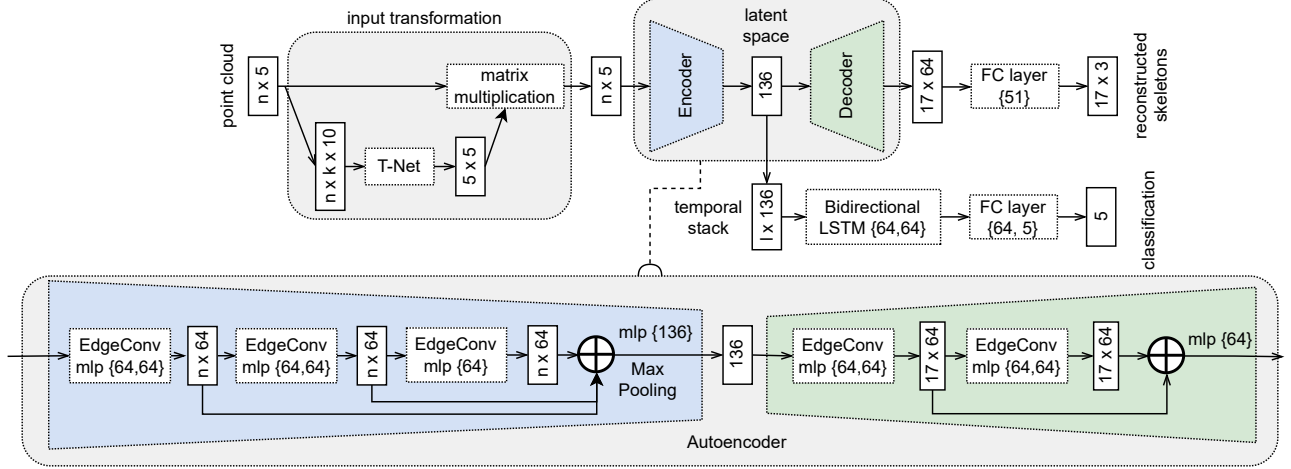 input transformation
point cloud
n x 5
matrix
multiplication
n x k x 10
T-Net
5 x 5
n x 5
Encoder
latent
space
136
Decoder
17 x 64
FC layer
{51}
17 x 3
reconstructed
skeletons
temporal
stack
l x 136
Bidirectional
LSTM {64,64}
FC layer
{64, 5}
5
classification
EdgeConv
mlp {64,64}
n x 64
EdgeConv
mlp {64,64}
n x 64
EdgeConv
mlp {64}
n x 64
mlp {136}
Max
Pooling
136
EdgeConv
mlp {64,64}
17 x 64
EdgeConv
mlp {64,64}
17 x 64
mlp {64}
Autoencoder